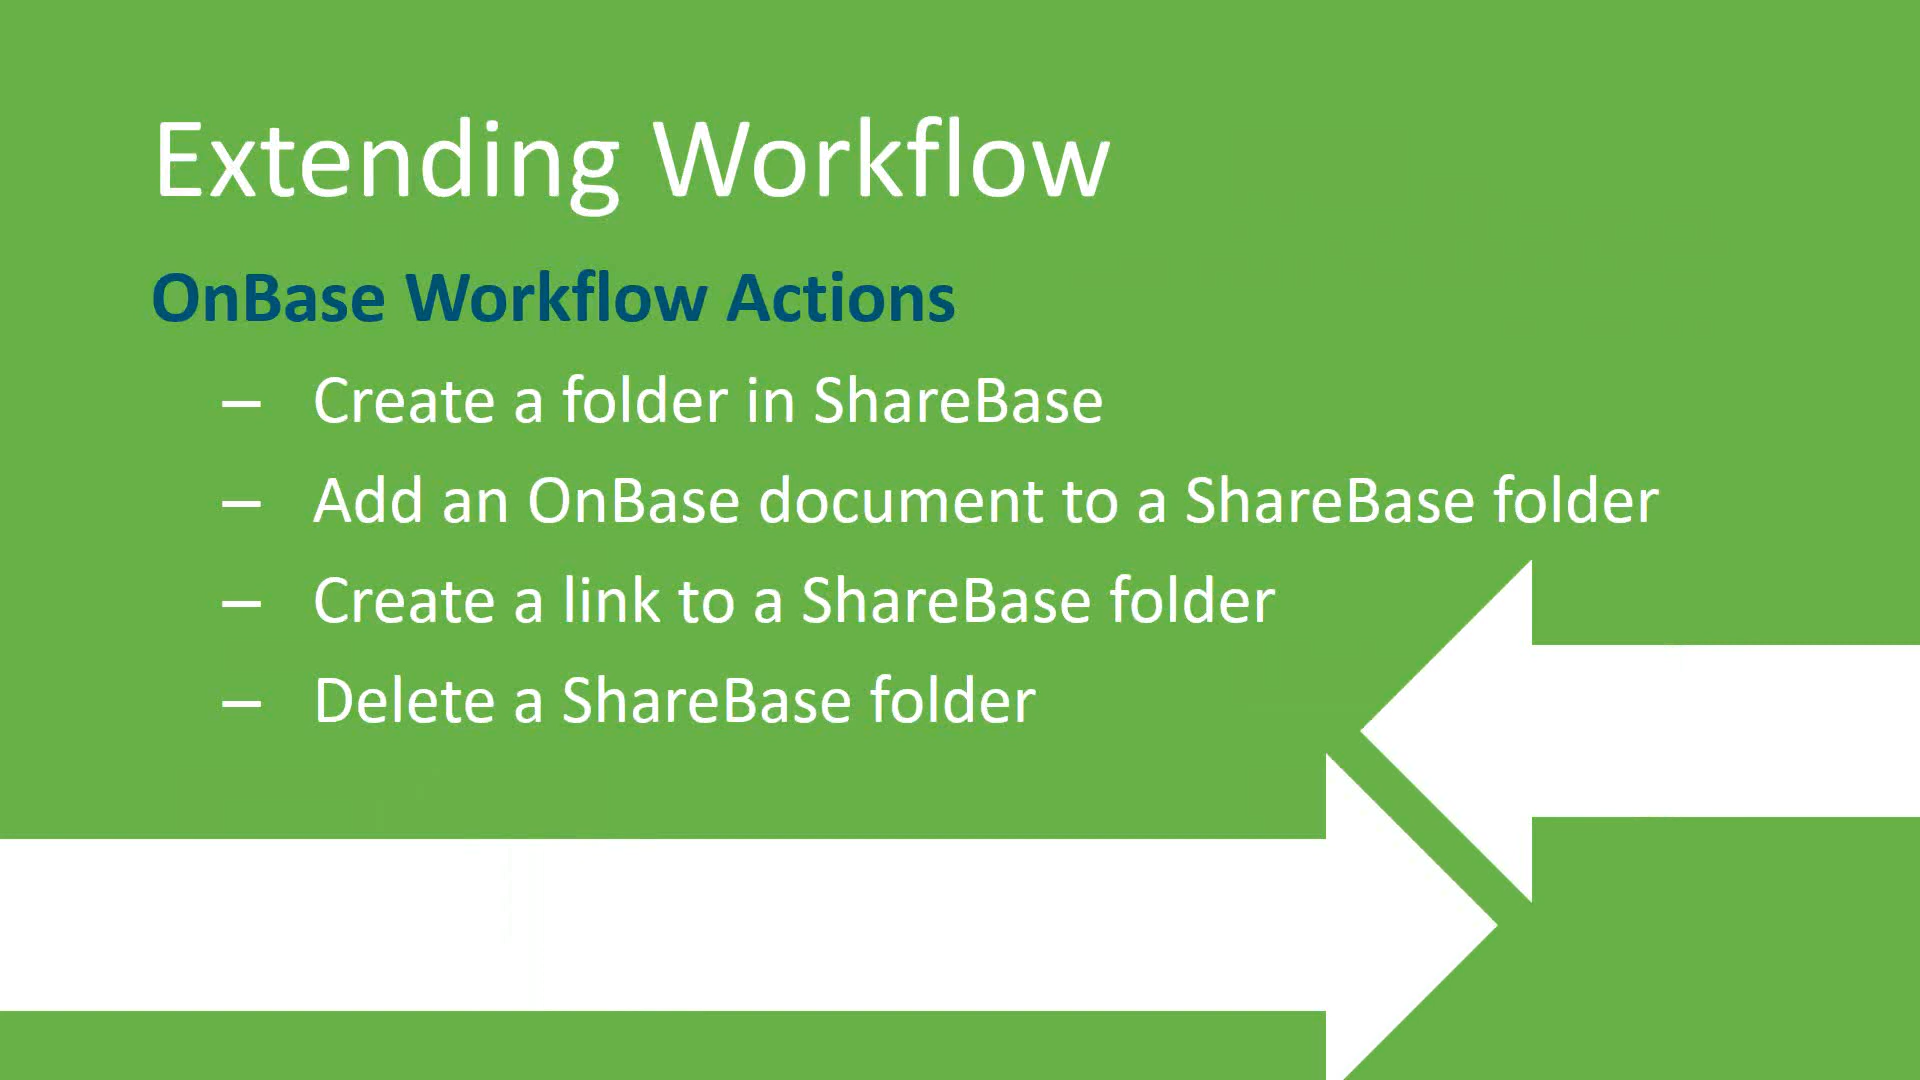 Extending Workflow
OnBase Workflow Actions
– Create a folder in ShareBase
– Add an OnBase document to a ShareBase folder
– Create a link to a ShareBase folder
– Delete a ShareBase folder